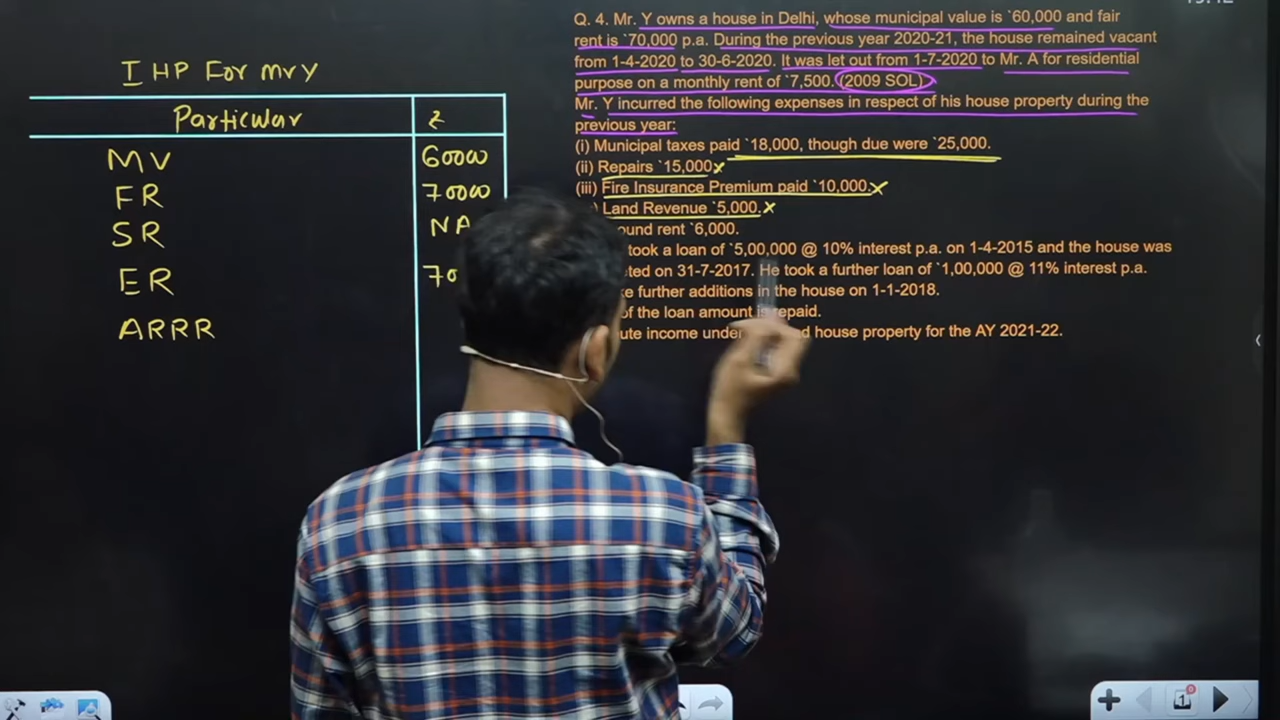 I HP For Mr Y
Particular ₹
MV 60000
FR 70000
SR NA
ER 70
ARRR
Q. 4. Mr. Y owns a house in Delhi, whose municipal value is `60,000 and fair
rent is `70,000 p.a. During the previous year 2020-21, the house remained vacant
from 1-4-2020 to 30-6-2020. It was let out from 1-7-2020 to Mr. A for residential
purpose on a monthly rent of `7,500. (2009 SOL)
Mr. Y incurred the following expenses in respect of his house property during the
previous year:
(i) Municipal taxes paid `18,000, though due were `25,000.
(ii) Repairs `15,000 x
(iii) Fire Insurance Premium paid `10,000. x
Land Revenue `5,000. x
ound rent `6,000.
took a loan of `5,00,000 @ 10% interest p.a. on 1-4-2015 and the house was
ted on 31-7-2017. He took a further loan of `1,00,000 @ 11% interest p.a.
e further additions in the house on 1-1-2018.
of the loan amount is repaid.
ute income unde d house property for the AY 2021-22.
1